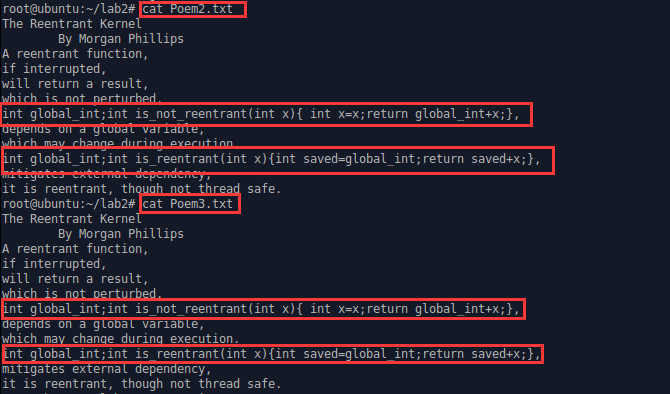 root@ubuntu:~/lab2# cat Poem2.txt
The Reentrant Kernel
By Morgan Phillips
A reentrant function,
if interrupted,
will return a result,
which is not perturbed.
int global_int;int is_not_reentrant(int x){ int x=x;return global_int+x;},
depends on a global variable,
which may change during execution.
int global_int;int is_reentrant(int x){int saved=global_int;return saved+x;},
mitigates external dependency,
it is reentrant, though not thread safe.
root@ubuntu:~/lab2# cat Poem3.txt
The Reentrant Kernel
By Morgan Phillips
A reentrant function,
if interrupted,
will return a result,
which is not perturbed.
int global_int;int is_not_reentrant(int x){ int x=x;return global_int+x;},
depends on a global variable,
which may change during execution.
int global_int;int is_reentrant(int x){int saved=global_int;return saved+x;},
mitigates external dependency,
it is reentrant, though not thread safe.